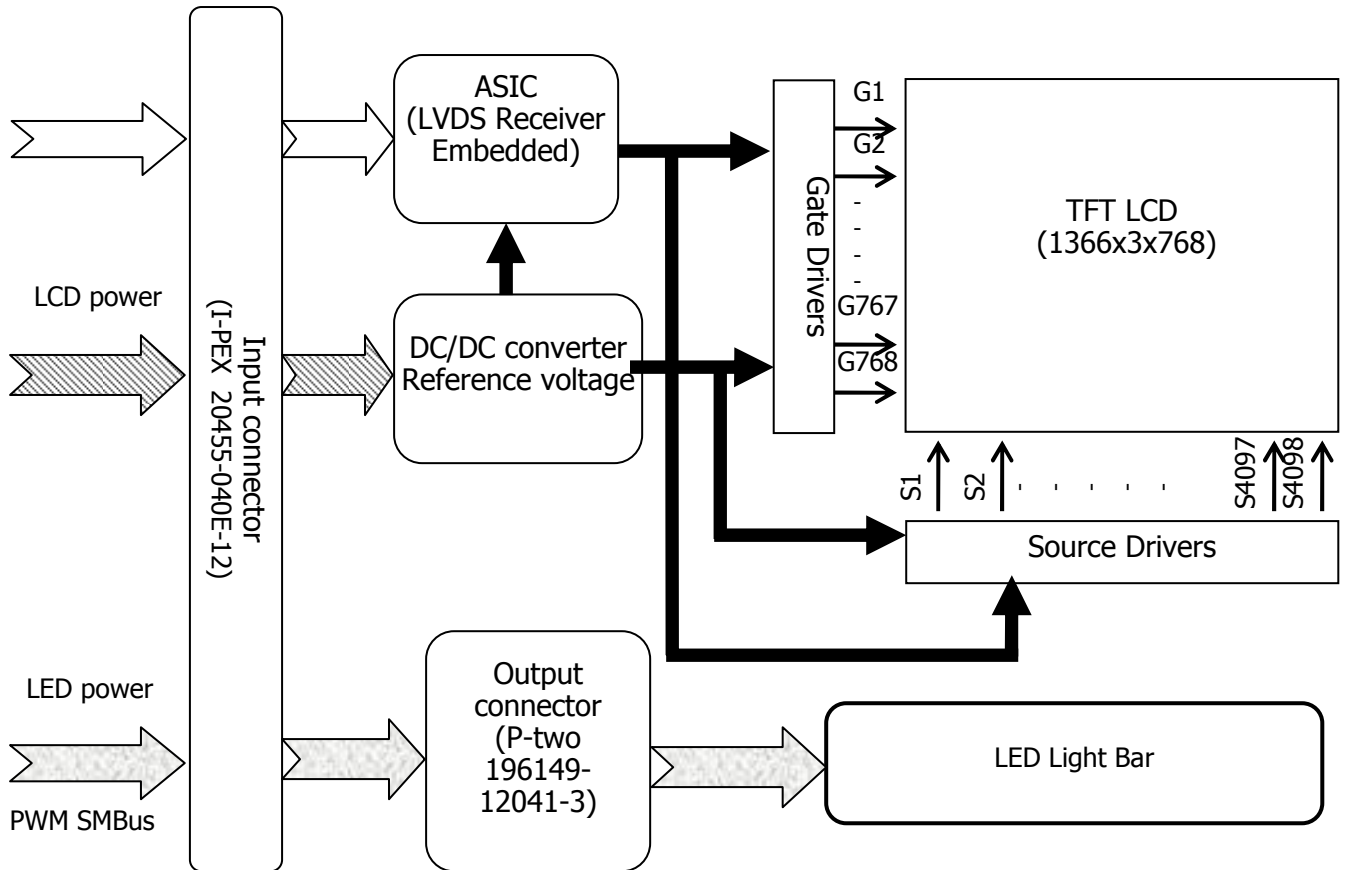 ASIC
(LVDS Receiver
Embedded)
G1
G2
-
-
-
-
G767
G768
Gate Drivers
TFT LCD
(1366x3x768)
LCD power
Input connector
(I-PEX 20455-040E-12)
DC/DC converter
Reference voltage
S1
S2
- - - - -
S4097
S4098
Source Drivers
LED power
PWM SMBus
Output
connector
(P-two
196149-
12041-3)
LED Light Bar